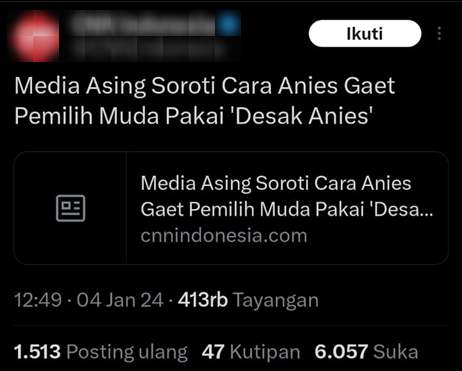 Ikuti
Media Asing Soroti Cara Anies Gaet
Pemilih Muda Pakai 'Desak Anies'
Media Asing Soroti Cara Anies
Gaet Pemilih Muda Pakai 'Desa...
cnnindonesia.com
12:49 · 04 Jan 24 · 413rb Tayangan
1.513 Posting ulang 47 Kutipan 6.057 Suka